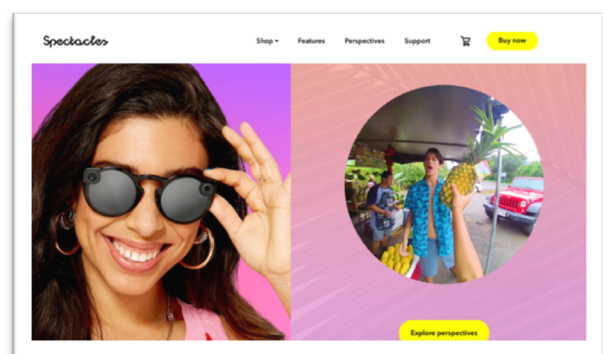 Spectacles
Shop Features Perspectives Support Buy now
Explore perspectives